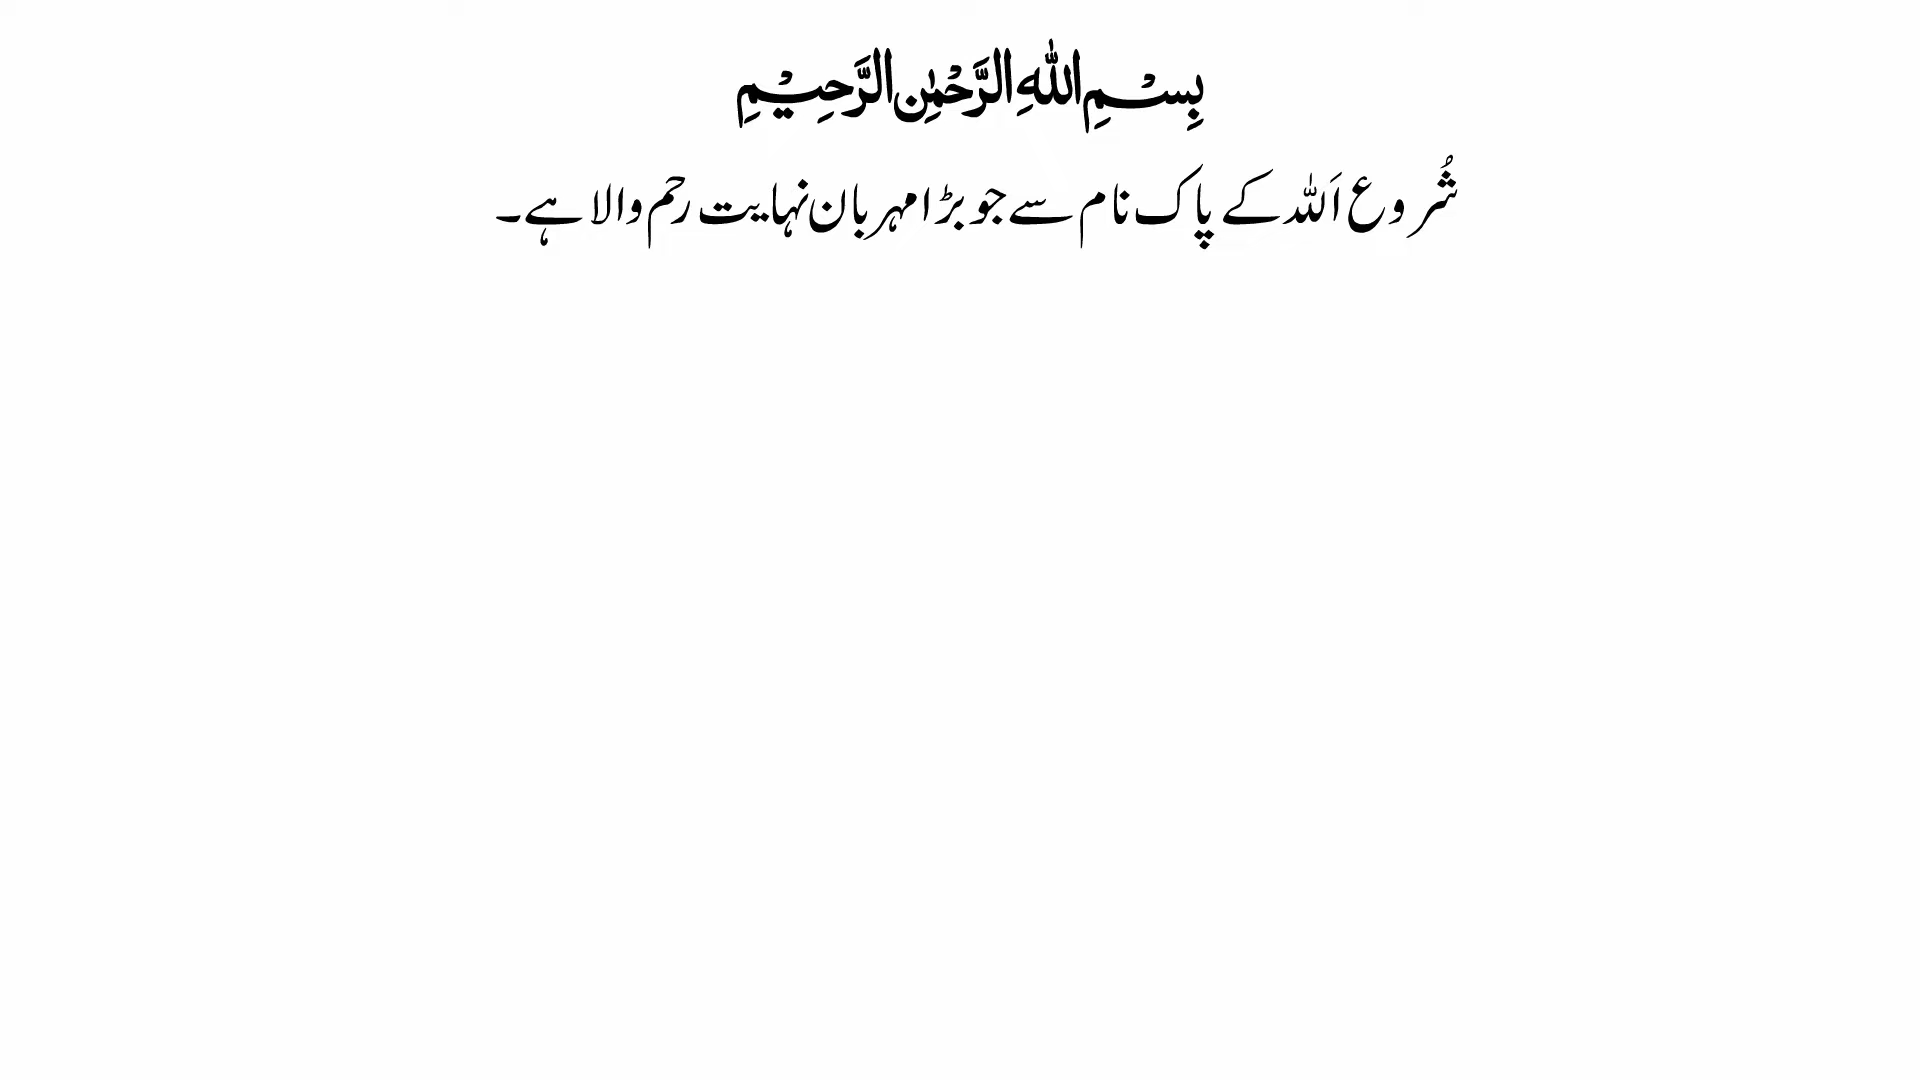 بِسْمِ اللّٰهِ الرَّحْمٰنِ الرَّحِيْمِ
شُروع اَللہ کے پاک نام سے جو بڑا مہربان نہایت رحم والا ہے۔